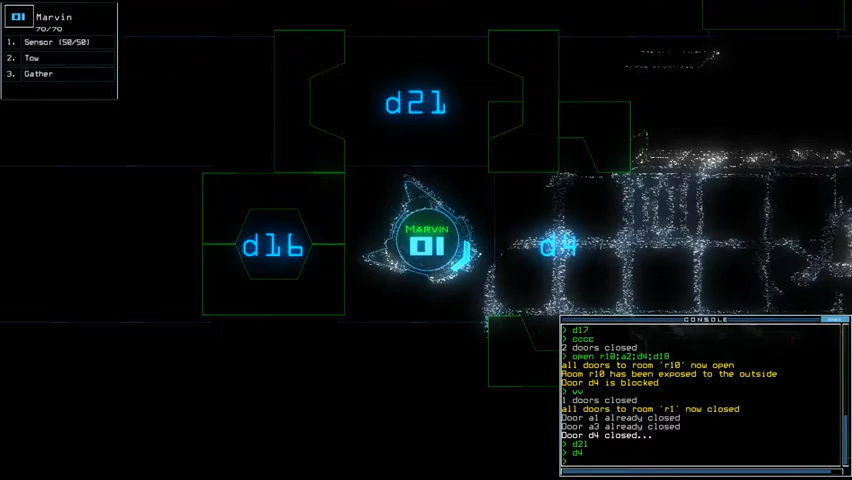 01 Marvin
70/70
1. Sensor (50/50)
2. Tow
3. Gather
d21
d16
MARVIN
01
d4
CONSOLE
> d17
> cccc
2 doors closed
> open r10;a2;d4;d18
all doors to room 'r10' now open
Room r10 has been exposed to the outside
Door d4 is blocked
> vv
1 doors closed
all doors to room 'r1' now closed
Door a1 already closed
Door a3 already closed
Door d4 closed...
> d21
> d4
>